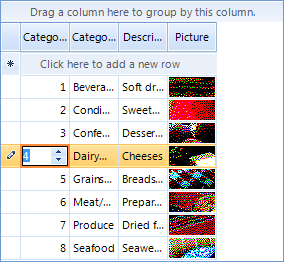 Drag a column here to group by this column.
Catego... Catego... Descri... Picture
Click here to add a new row
1 Bevera... Soft dr...
2 Condi... Sweet...
3 Confe... Desser...
4 Dairy... Cheeses
5 Grains... Breads...
6 Meat/... Prepar...
7 Produce Dried f...
8 Seafood Seawe...